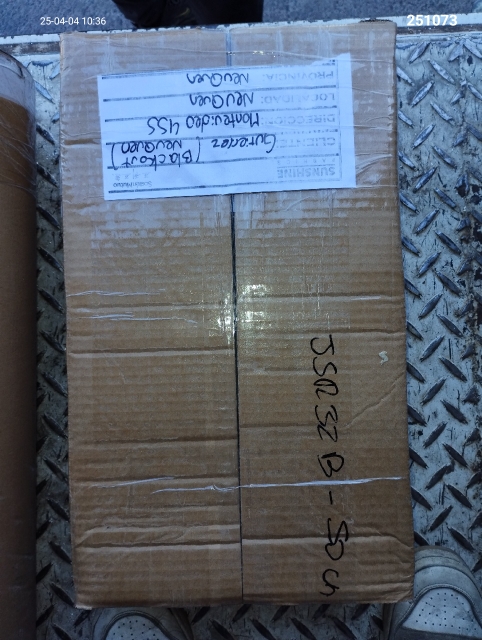 25-04-04 10:36
251073
SUNSHINE
CLIENTE: Gutierrez (Blackout Neuquen)
DIRECCION: Montevideo 455
LOCALIDAD: Neuquen
PROVINCIA: Neuquen
JSR32 B - 50